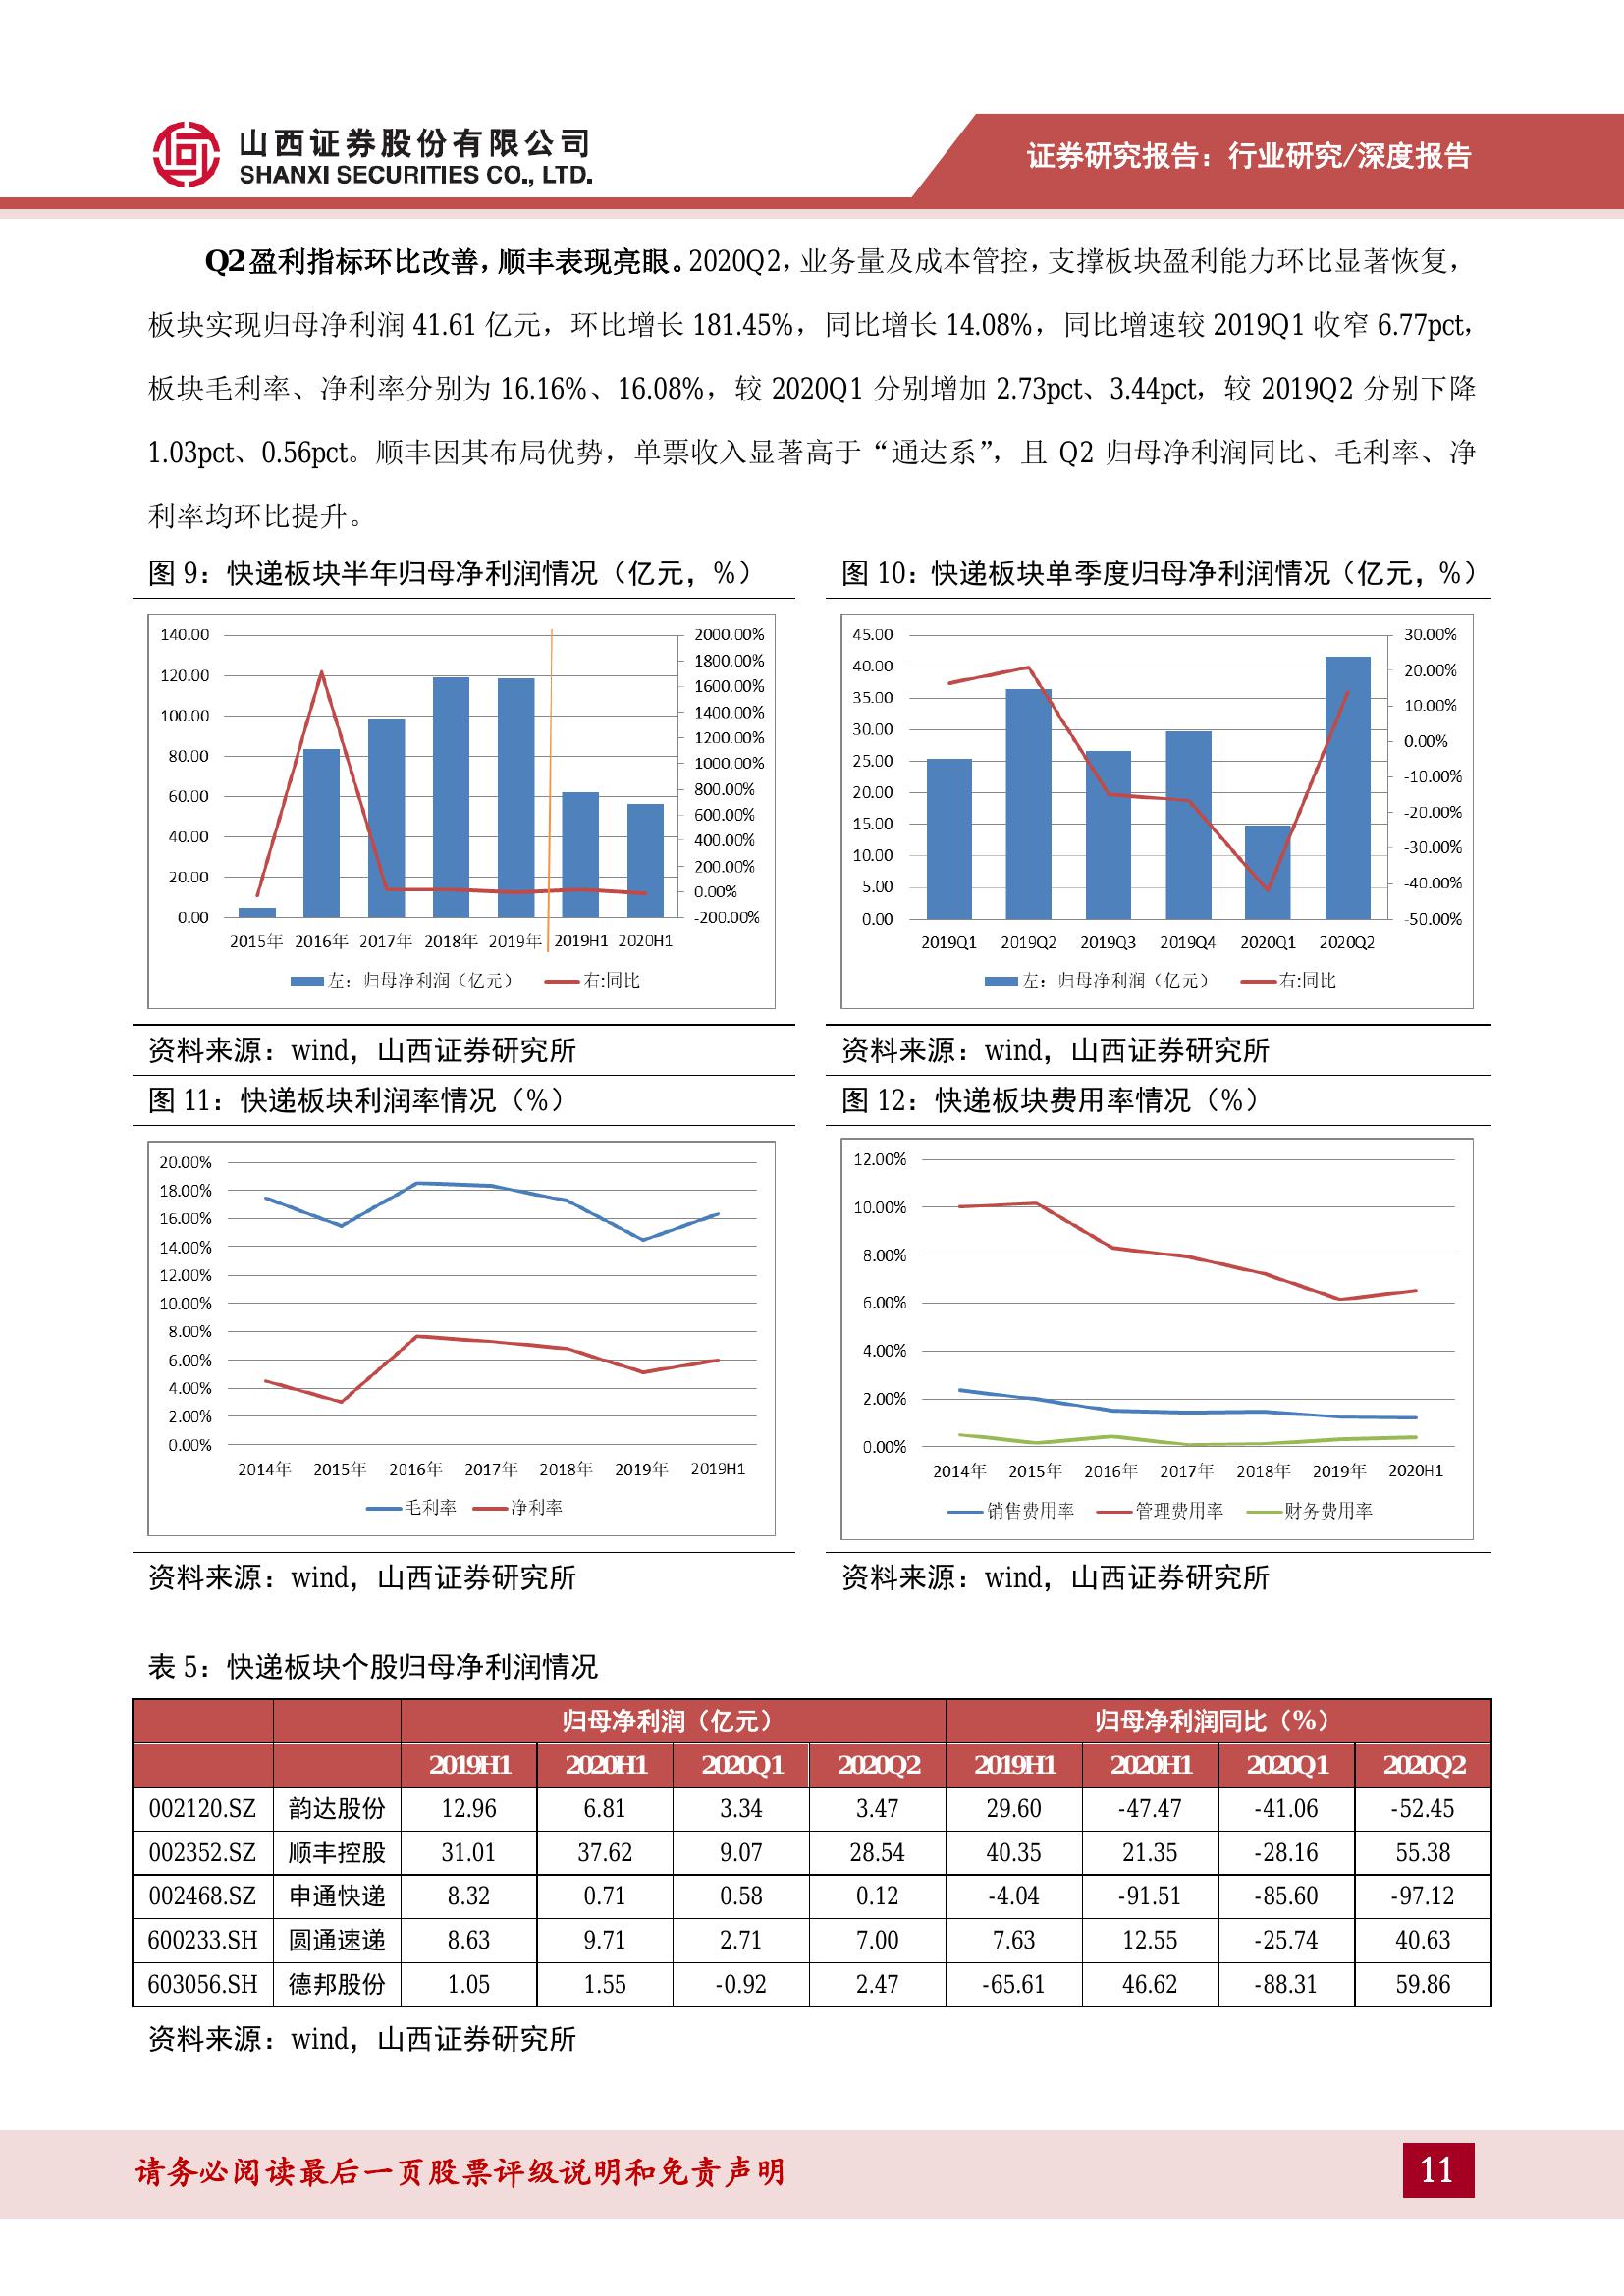 山西证券股份有限公司
SHANXI SECURITIES CO., LTD.
证券研究报告：行业研究/深度报告
Q2盈利指标环比改善，顺丰表现亮眼。2020Q2，业务量及成本管控，支撑板块盈利能力环比显著恢复，
板块实现归母净利润 41.61 亿元，环比增长 181.45%，同比增长 14.08%，同比增速较 2019Q1 收窄 6.77pct，
板块毛利率、净利率分别为 16.16%、16.08%，较 2020Q1 分别增加 2.73pct、3.44pct，较 2019Q2 分别下降
1.03pct、0.56pct。顺丰因其布局优势，单票收入显著高于“通达系”，且 Q2 归母净利润同比、毛利率、净
利率均环比提升。
图 9：快递板块半年归母净利润情况（亿元，%）
140.00
120.00
100.00
80.00
60.00
40.00
20.00
0.00
2000.00%
1800.00%
1600.00%
1400.00%
1200.00%
1000.00%
800.00%
600.00%
400.00%
200.00%
0.00%
-200.00%
2015年 2016年 2017年 2018年 2019年 2019H1 2020H1
左：归母净利润（亿元） 右:同比
资料来源：wind，山西证券研究所
图 10：快递板块单季度归母净利润情况（亿元，%）
45.00
40.00
35.00
30.00
25.00
20.00
15.00
10.00
5.00
0.00
30.00%
20.00%
10.00%
0.00%
-10.00%
-20.00%
-30.00%
-40.00%
-50.00%
2019Q1 2019Q2 2019Q3 2019Q4 2020Q1 2020Q2
左：归母净利润（亿元） 右:同比
资料来源：wind，山西证券研究所
图 11：快递板块利润率情况（%）
20.00%
18.00%
16.00%
14.00%
12.00%
10.00%
8.00%
6.00%
4.00%
2.00%
0.00%
2014年 2015年 2016年 2017年 2018年 2019年 2019H1
毛利率 净利率
资料来源：wind，山西证券研究所
图 12：快递板块费用率情况（%）
12.00%
10.00%
8.00%
6.00%
4.00%
2.00%
0.00%
2014年 2015年 2016年 2017年 2018年 2019年 2020H1
销售费用率 管理费用率 财务费用率
资料来源：wind，山西证券研究所
表 5：快递板块个股归母净利润情况
归母净利润（亿元） 归母净利润同比（%）
2019H1 2020H1 2020Q1 2020Q2 2019H1 2020H1 2020Q1 2020Q2
002120.SZ 韵达股份 12.96 6.81 3.34 3.47 29.60 -47.47 -41.06 -52.45
002352.SZ 顺丰控股 31.01 37.62 9.07 28.54 40.35 21.35 -28.16 55.38
002468.SZ 申通快递 8.32 0.71 0.58 0.12 -4.04 -91.51 -85.60 -97.12
600233.SH 圆通速递 8.63 9.71 2.71 7.00 7.63 12.55 -25.74 40.63
603056.SH 德邦股份 1.05 1.55 -0.92 2.47 -65.61 46.62 -88.31 59.86
资料来源：wind，山西证券研究所
请务必阅读最后一页股票评级说明和免责声明
11